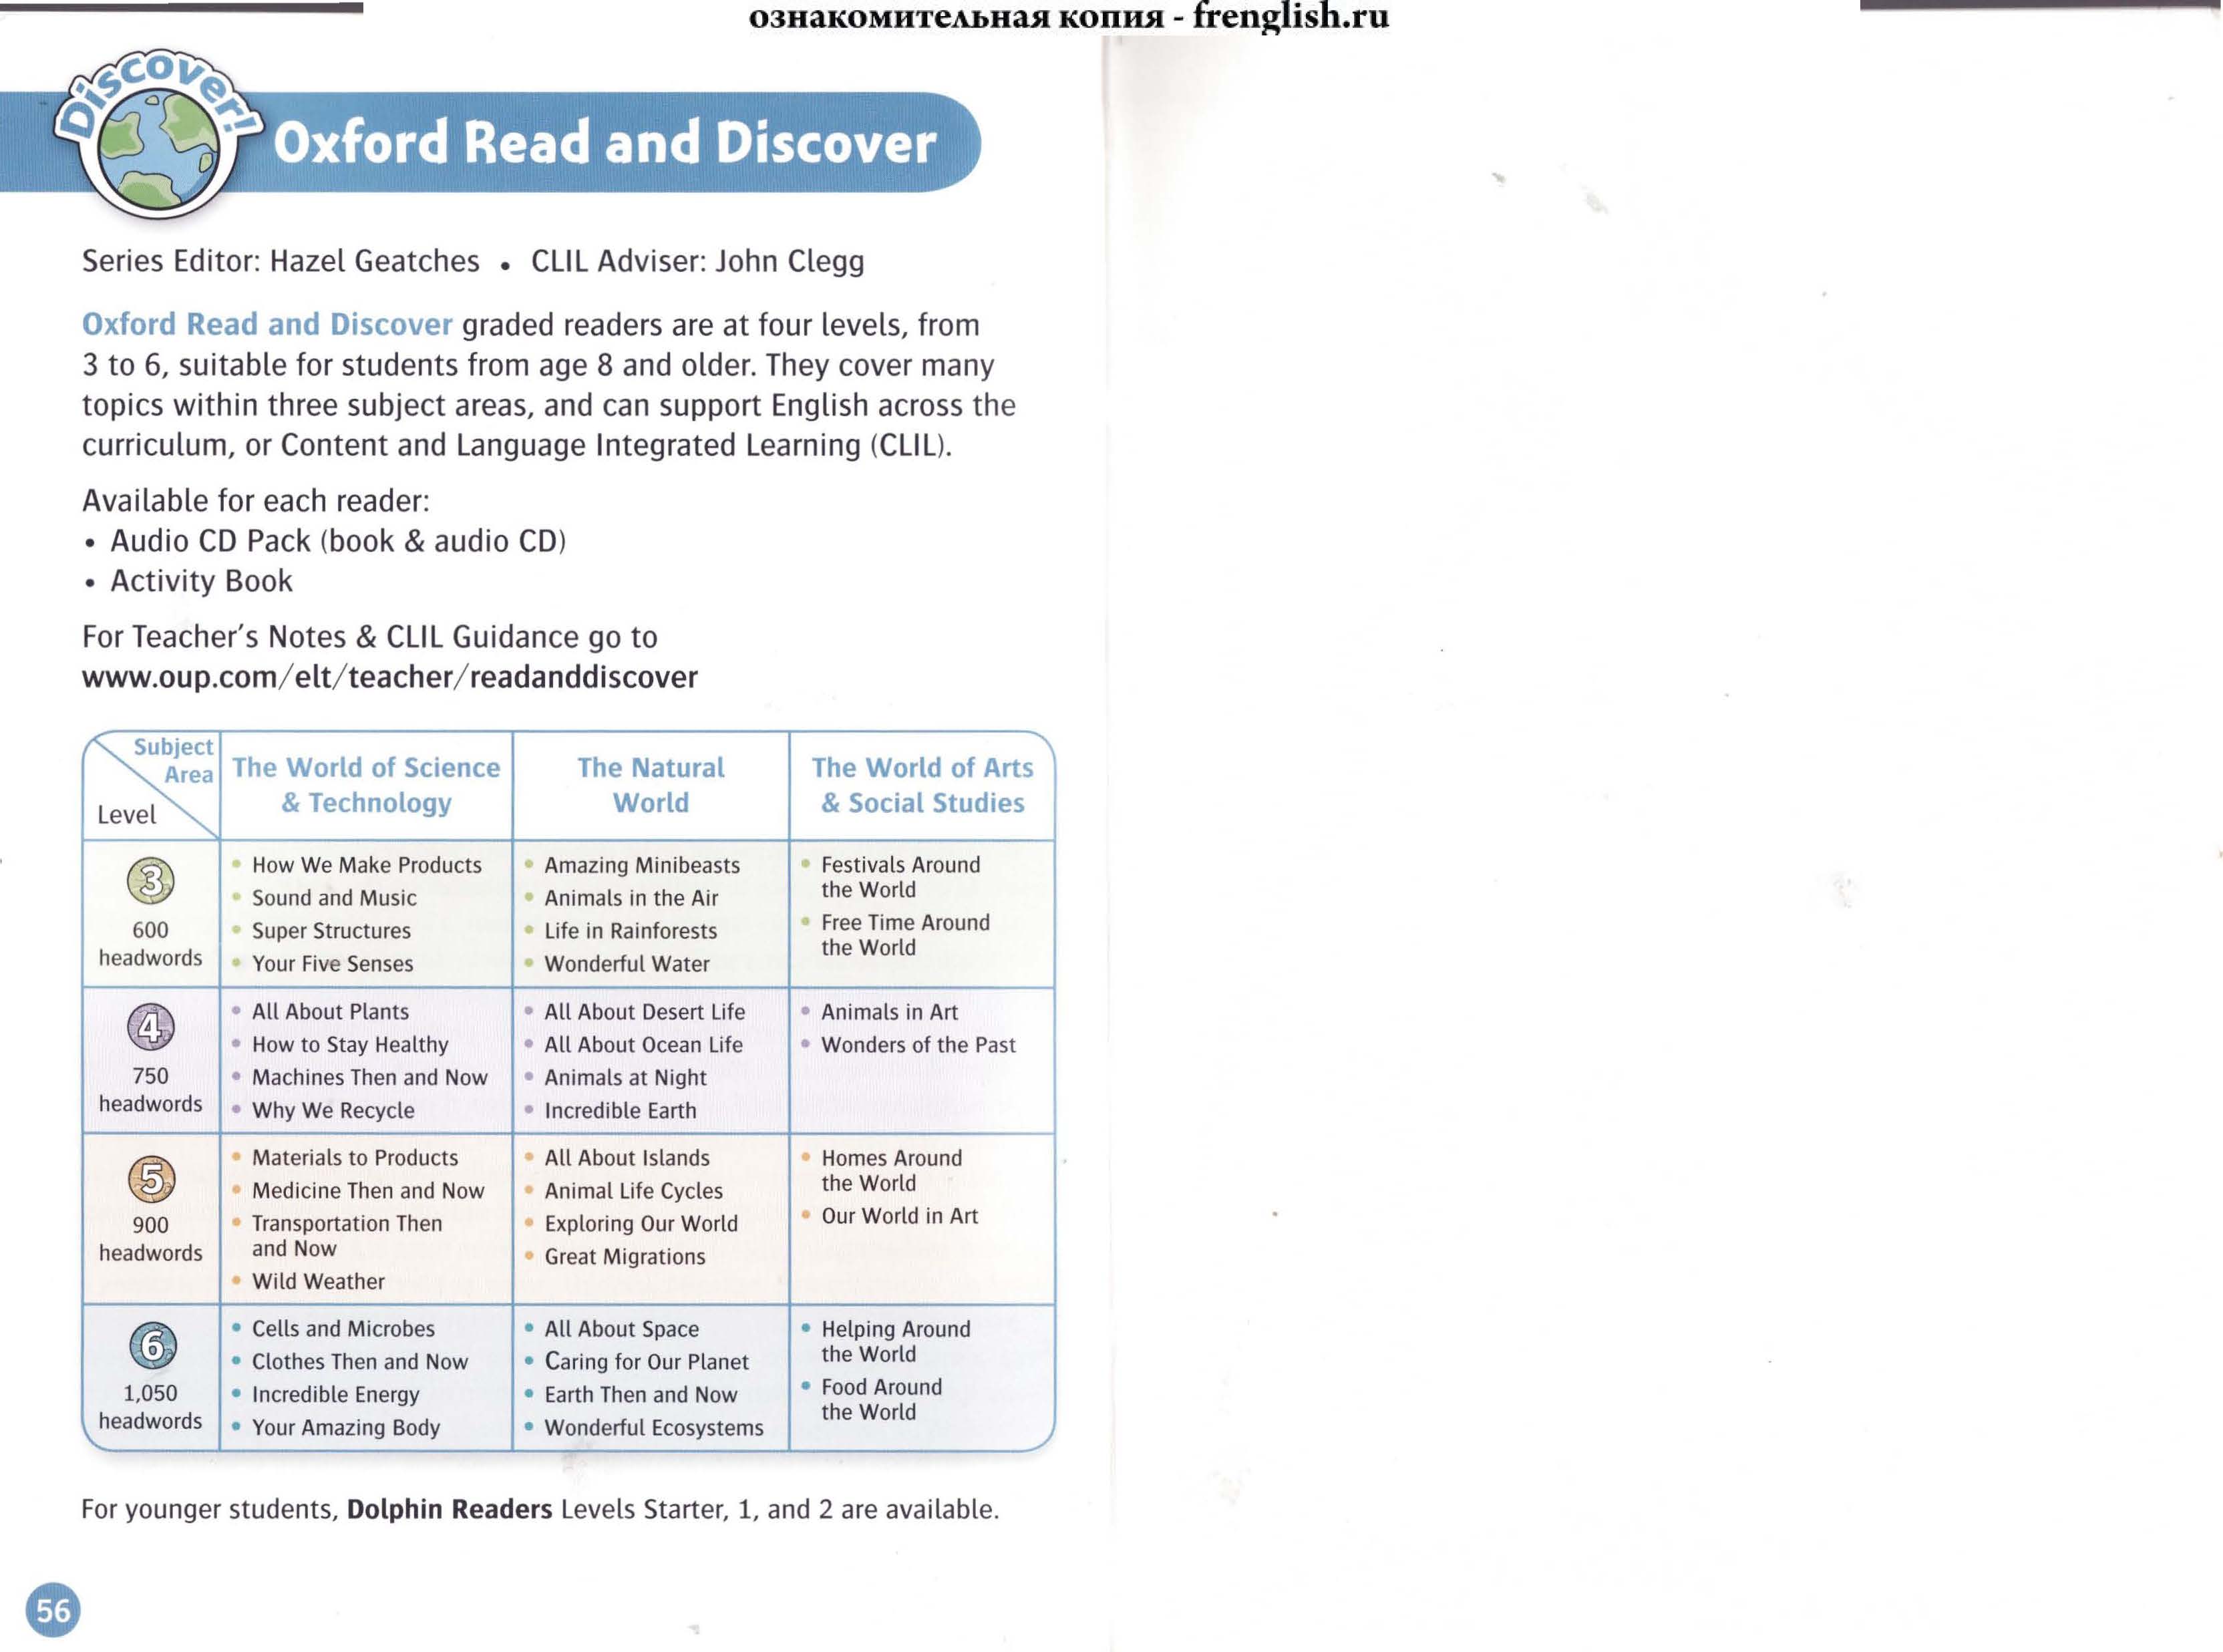 ознакомительная копия - frenglish.ru
Discover!
Oxford Read and Discover
Series Editor: Hazel Geatches • CLIL Adviser: John Clegg
Oxford Read and Discover graded readers are at four levels, from
3 to 6, suitable for students from age 8 and older. They cover many
topics within three subject areas, and can support English across the
curriculum, or Content and Language Integrated Learning (CLIL).
Available for each reader:
• Audio CD Pack (book & audio CD)
• Activity Book
For Teacher's Notes & CLIL Guidance go to
www.oup.com/elt/teacher/readanddiscover
Subject
Area
Level
The World of Science
& Technology
The Natural
World
The World of Arts
& Social Studies
3
600
headwords
• How We Make Products
• Sound and Music
• Super Structures
• Your Five Senses
• Amazing Minibeasts
• Animals in the Air
• Life in Rainforests
• Wonderful Water
• Festivals Around
the World
• Free Time Around
the World
4
750
headwords
• All About Plants
• How to Stay Healthy
• Machines Then and Now
• Why We Recycle
• All About Desert Life
• All About Ocean Life
• Animals at Night
• Incredible Earth
• Animals in Art
• Wonders of the Past
5
900
headwords
• Materials to Products
• Medicine Then and Now
• Transportation Then
and Now
• Wild Weather
• All About Islands
• Animal Life Cycles
• Exploring Our World
• Great Migrations
• Homes Around
the World
• Our World in Art
6
1,050
headwords
• Cells and Microbes
• Clothes Then and Now
• Incredible Energy
• Your Amazing Body
• All About Space
• Caring for Our Planet
• Earth Then and Now
• Wonderful Ecosystems
• Helping Around
the World
• Food Around
the World
For younger students, Dolphin Readers Levels Starter, 1, and 2 are available.
56